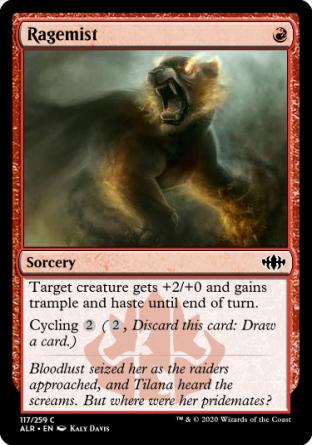 Ragemist
Sorcery
Target creature gets +2/+0 and gains
trample and haste until end of turn.
Cycling 2 ( 2 , Discard this card: Draw
a card.)
Bloodlust seized her as the raiders
approached, and Tilana heard the
screams. But where were her pridemates?
117/259 C
ALR • EN KALY DAVIS
™ & © 2020 Wizards of the Coast